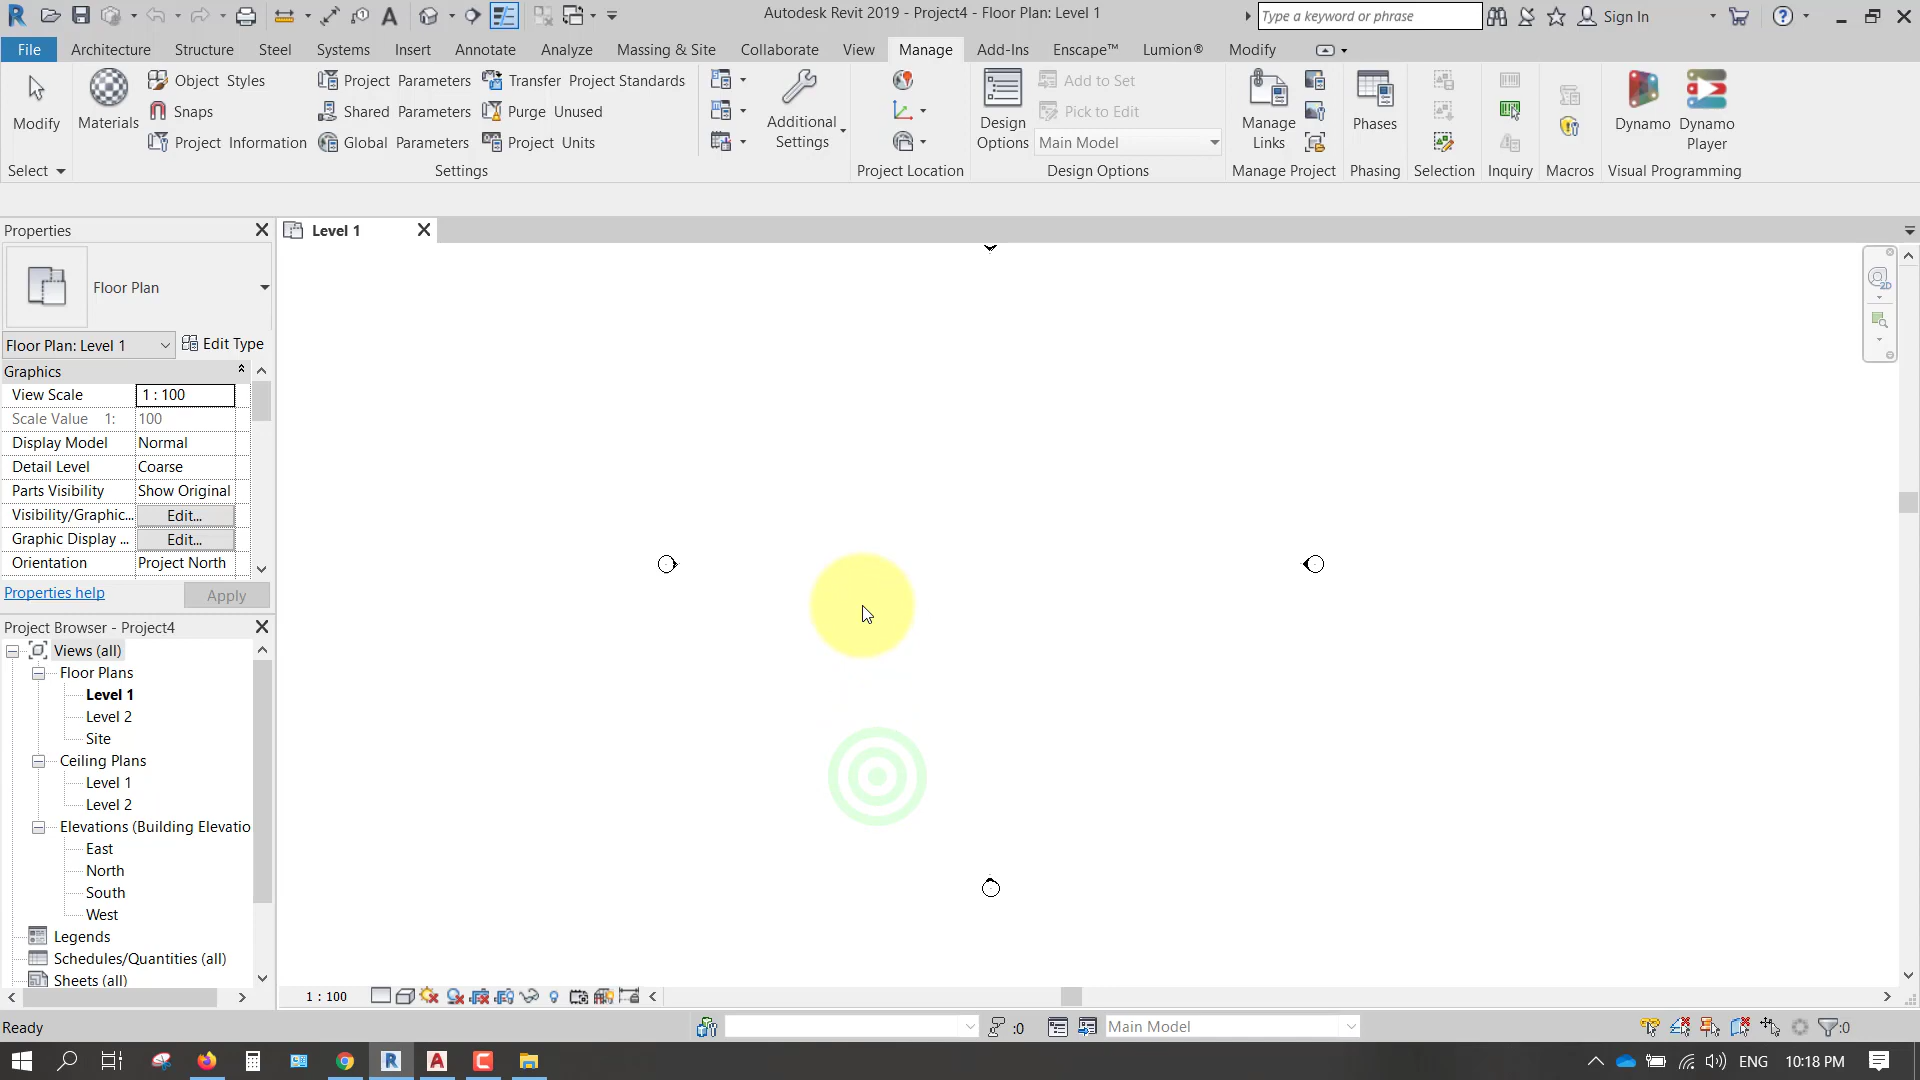 Autodesk Revit 2019 - Project4 - Floor Plan: Level 1
Type a keyword or phrase
Sign In
File Architecture Structure Steel Systems Insert Annotate Analyze Massing & Site Collaborate View Manage Add-Ins Enscape™ Lumion® Modify
Modify
Materials
Object Styles
Snaps
Project Information
Project Parameters
Shared Parameters
Global Parameters
Transfer Project Standards
Purge Unused
Project Units
Additional
Settings
Design
Options
Add to Set
Pick to Edit
Main Model
Manage
Links
Phases
Dynamo
Dynamo
Player
Select Settings Project Location Design Options Manage Project Phasing Selection Inquiry Macros Visual Programming
Properties
Level 1
Floor Plan
Floor Plan: Level 1 Edit Type
Graphics
View Scale 1 : 100
Scale Value 1: 100
Display Model Normal
Detail Level Coarse
Parts Visibility Show Original
Visibility/Graphic... Edit...
Graphic Display ... Edit...
Orientation Project North
Properties help Apply
Project Browser - Project4
Views (all)
Floor Plans
Level 1
Level 2
Site
Ceiling Plans
Level 1
Level 2
Elevations (Building Elevatio
East
North
South
West
Legends
Schedules/Quantities (all)
Sheets (all)
2D
1 : 100
Ready
:0
Main Model
:0
ENG 10:18 PM